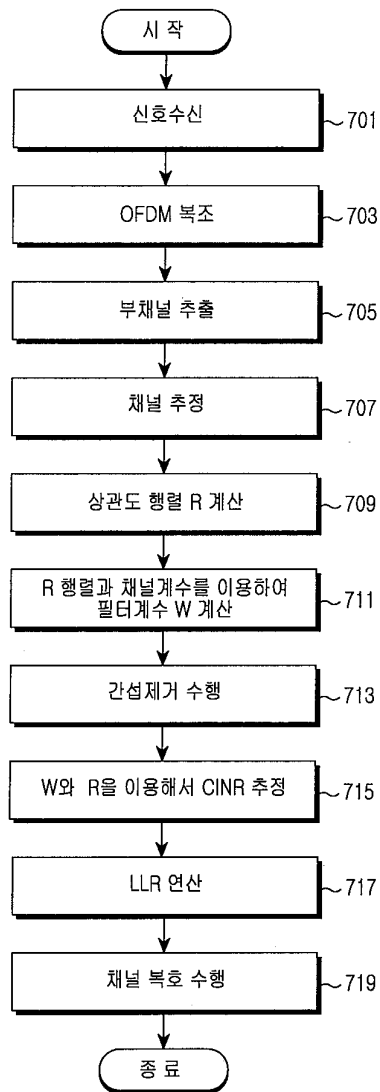 시 작
신호수신
701
OFDM 복조
703
부채널 추출
705
채널 추정
707
상관도 행렬 R 계산
709
R 행렬과 채널계수를 이용하여
필터계수 W 계산
711
간섭제거 수행
713
W와 R을 이용해서 CINR 추정
715
LLR 연산
717
채널 복호 수행
719
종 료